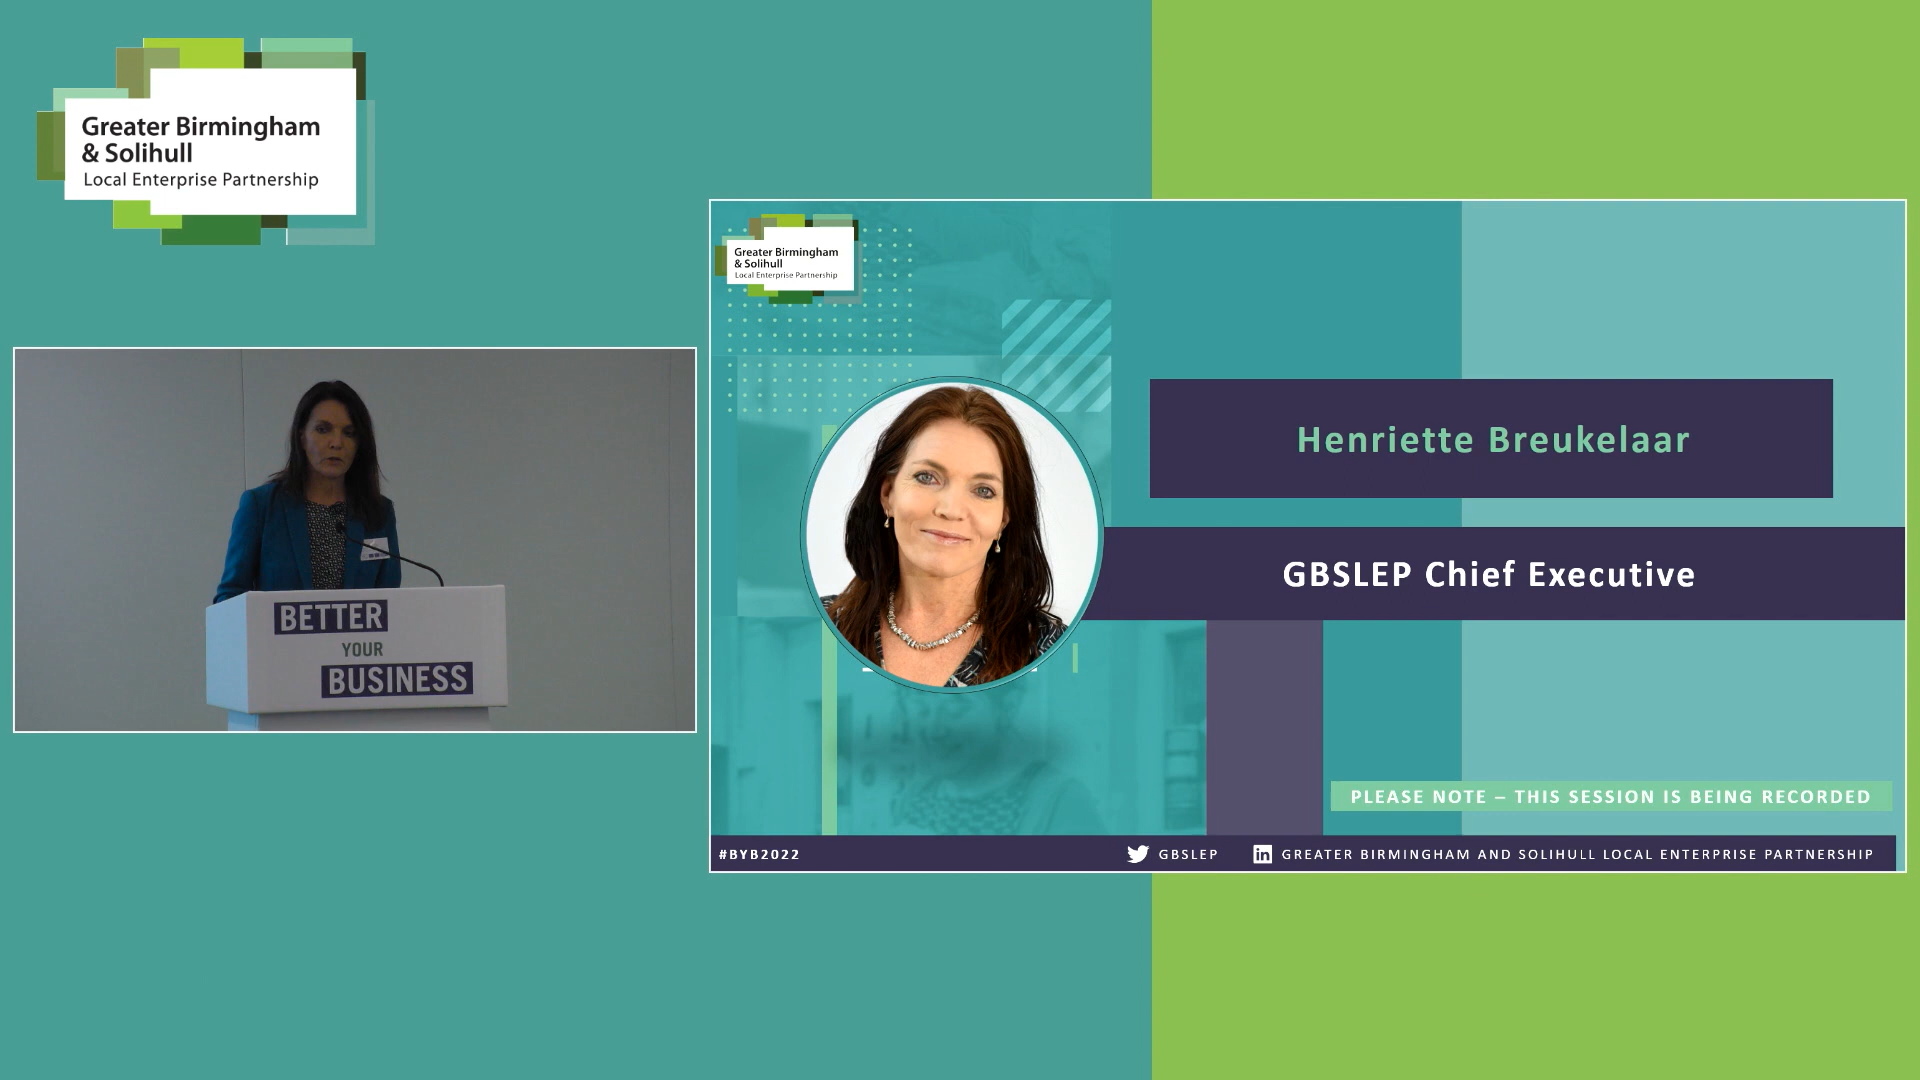 Greater Birmingham
& Solihull
Local Enterprise Partnership
BETTER
YOUR
BUSINESS
Greater Birmingham
& Solihull
Local Enterprise Partnership
Henriette Breukelaar
GBSLEP Chief Executive
PLEASE NOTE – THIS SESSION IS BEING RECORDED
#BYB2022
GBSLEP
in
GREATER BIRMINGHAM AND SOLIHULL LOCAL ENTERPRISE PARTNERSHIP